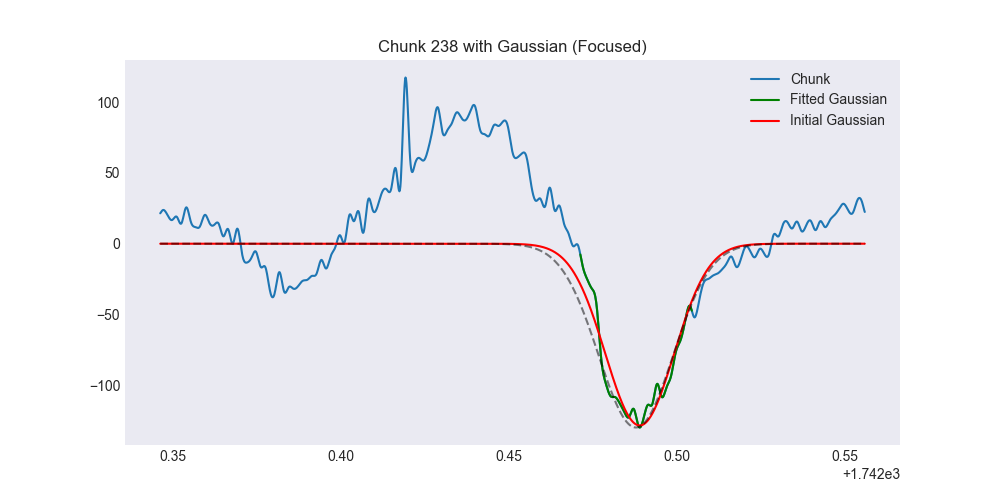 Chunk 238 with Gaussian (Focused)
Chunk
Fitted Gaussian
Initial Gaussian
100
50
0
−50
−100
0.35 0.40 0.45 0.50 0.55
+1.742e3